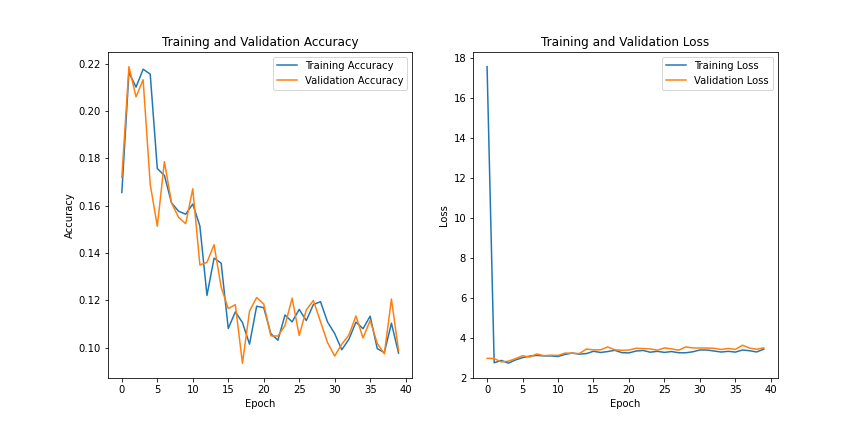 Training and Validation Accuracy
Training Accuracy
Validation Accuracy
0.22
0.20
0.18
0.16
0.14
0.12
0.10
Accuracy
0 5 10 15 20 25 30 35 40
Epoch
Training and Validation Loss
Training Loss
Validation Loss
18
16
14
12
10
8
6
4
2
Loss
0 5 10 15 20 25 30 35 40
Epoch